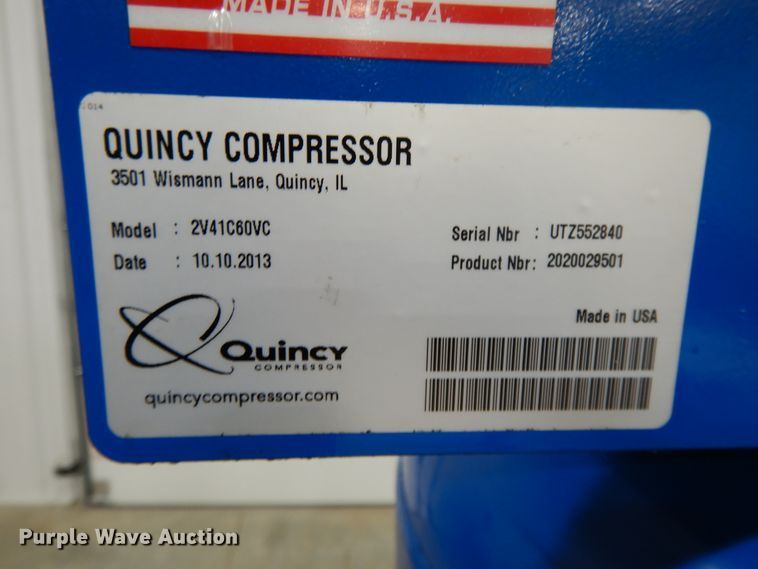 MADE IN U.S.A.
014
QUINCY COMPRESSOR
3501 Wismann Lane, Quincy, IL
Model : 2V41C60VC
Serial Nbr : UTZ552840
Date : 10.10.2013
Product Nbr: 2020029501
Made in USA
Quincy
COMPRESSOR
quincycompressor.com
Purple Wave Auction